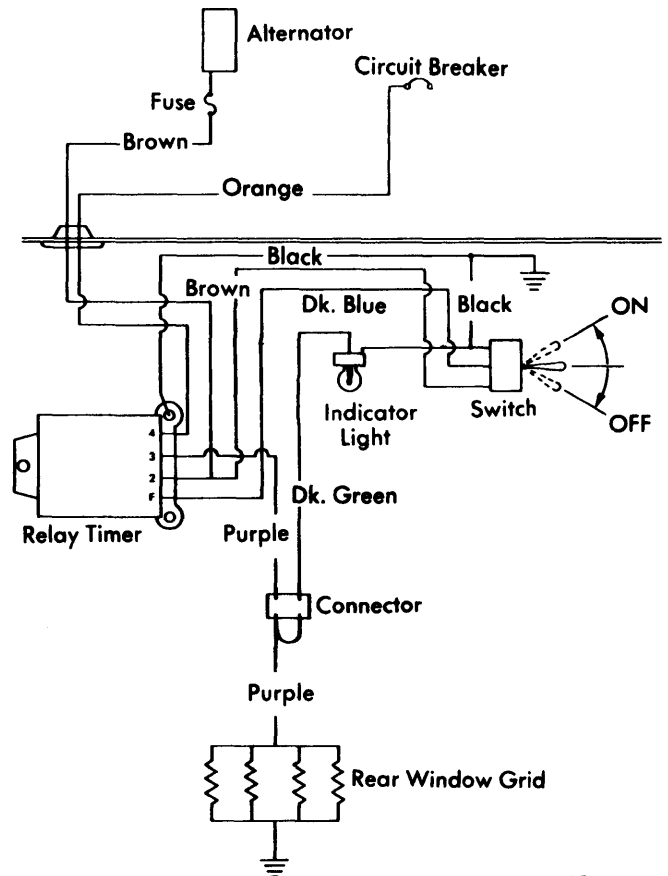 Alternator
Circuit Breaker
Fuse
Brown
Orange
Black
Brown
Dk. Blue
Black
ON
Indicator
Light
Switch
OFF
4
3
2
F
Relay Timer
Dk. Green
Purple
Connector
Purple
Rear Window Grid